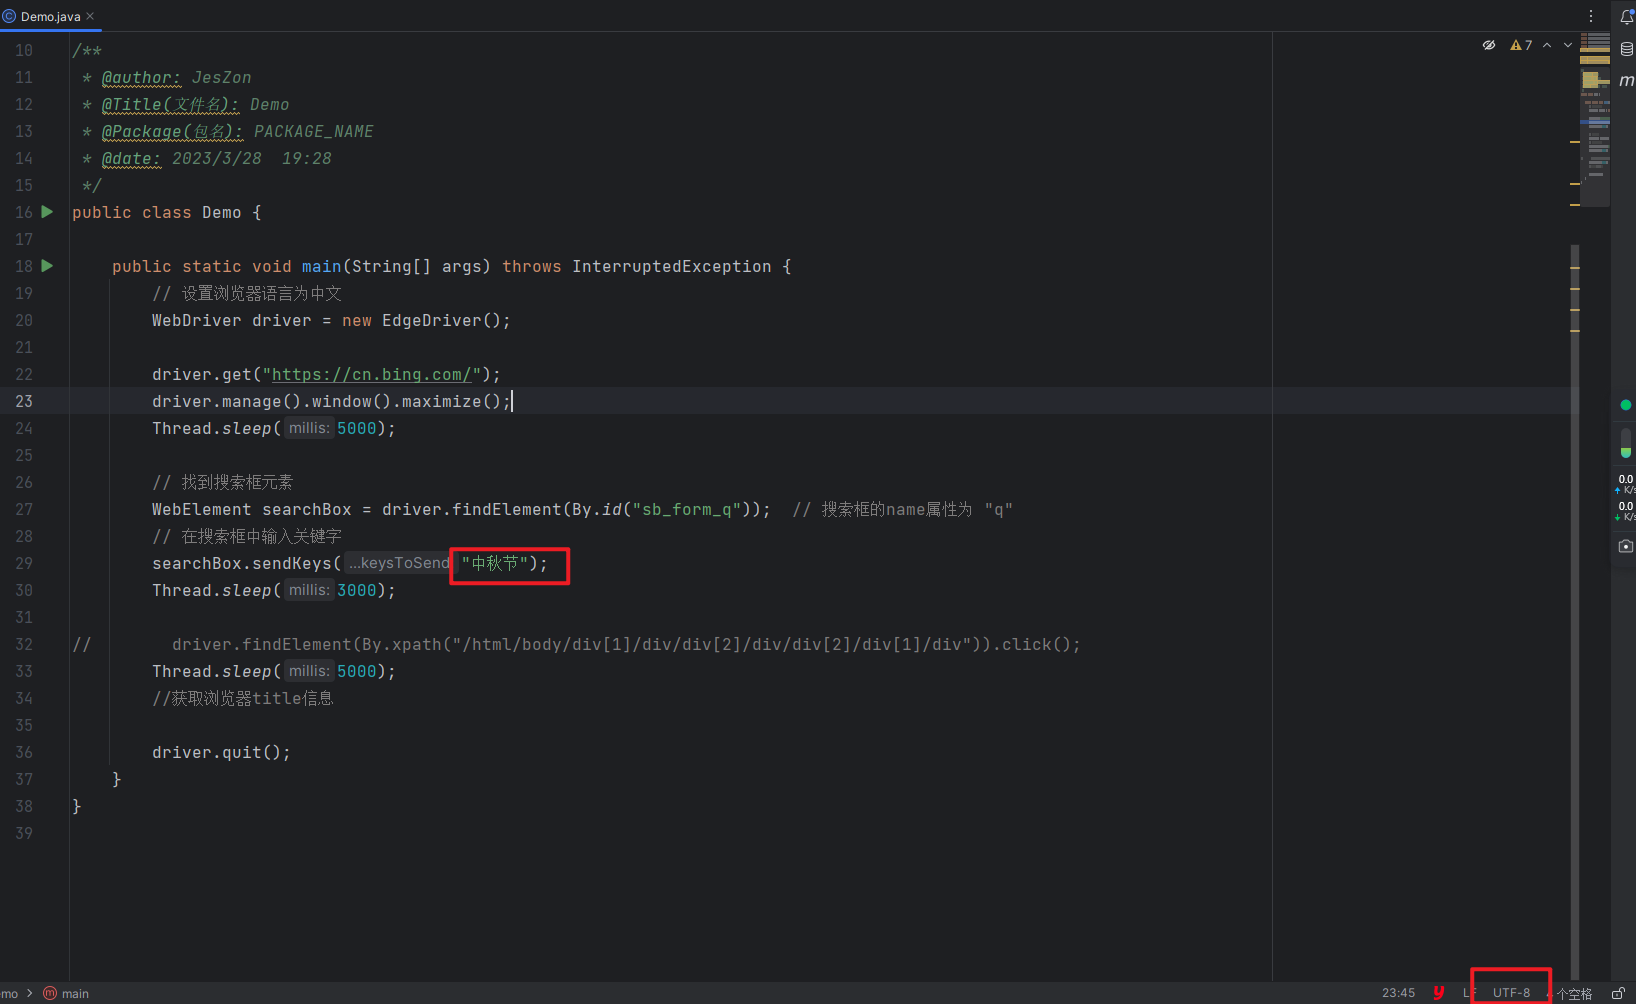 Demo.java
7
10 /**
11 * @author: JesZon
12 * @Title(文件名): Demo
13 * @Package(包名): PACKAGE_NAME
14 * @date: 2023/3/28  19:28
15 */
16 public class Demo {
17
18 public static void main(String[] args) throws InterruptedException {
19 // 设置浏览器语言为中文
20 WebDriver driver = new EdgeDriver();
21
22 driver.get("https://cn.bing.com/");
23 driver.manage().window().maximize();
24 Thread.sleep( millis: 5000);
25
26 // 找到搜索框元素
27 WebElement searchBox = driver.findElement(By.id("sb_form_q"));  // 搜索框的name属性为 "q"
28 // 在搜索框中输入关键字
29 searchBox.sendKeys( ...keysToSend "中秋节");
30 Thread.sleep( millis: 3000);
31
32 //        driver.findElement(By.xpath("/html/body/div[1]/div/div[2]/div/div[2]/div[1]/div")).click();
33 Thread.sleep( millis: 5000);
34 //获取浏览器title信息
35
36 driver.quit();
37 }
38 }
39
m
0.0
K/s
0.0
K/s
mo > m main
23:45 y LF UTF-8 个空格